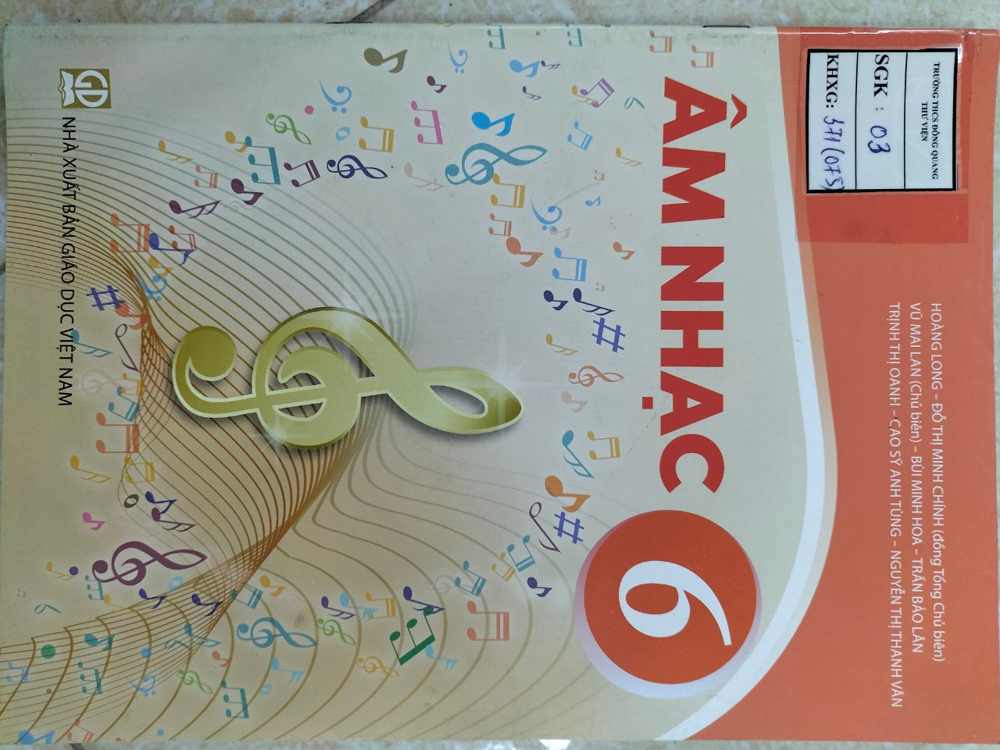 TRƯỜNG THCS ĐÔNG QUANG
THƯ VIỆN
SGK : 03
KHXG: 371(075)
HOÀNG LONG – ĐỖ THỊ MINH CHÍNH (đồng Tổng Chủ biên)
VŨ MAI LAN (Chủ biên) – BÙI MINH HOA – TRẦN BẢO LÂN
TRỊNH THỊ OANH – CAO SỸ ANH TÙNG – NGUYỄN THỊ THANH VÂN
ÂM NHẠC 6
GD
NHÀ XUẤT BẢN GIÁO DỤC VIỆT NAM